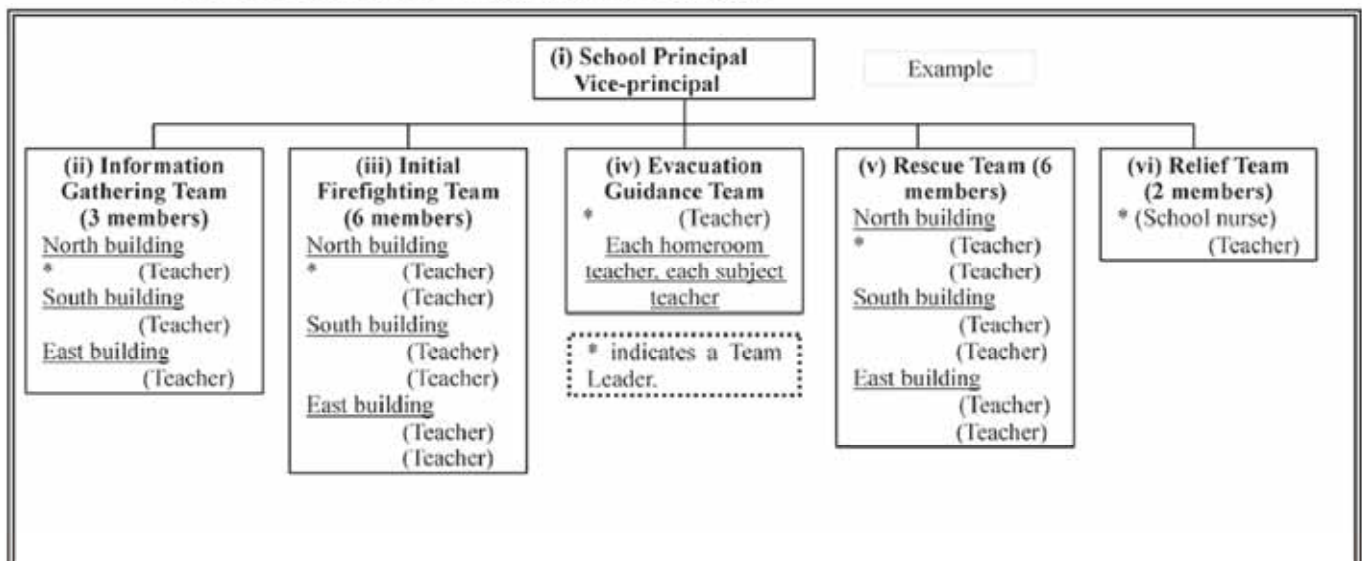 (i) School Principal
Vice-principal
Example
(ii) Information
Gathering Team
(3 members)
North building
* (Teacher)
South building
(Teacher)
East building
(Teacher)
(iii) Initial
Firefighting Team
(6 members)
North building
* (Teacher)
(Teacher)
South building
(Teacher)
(Teacher)
East building
(Teacher)
(Teacher)
(iv) Evacuation
Guidance Team
* (Teacher)
Each homeroom
teacher, each subject
teacher
* indicates a Team
Leader.
(v) Rescue Team (6
members)
North building
* (Teacher)
(Teacher)
South building
(Teacher)
(Teacher)
East building
(Teacher)
(Teacher)
(vi) Relief Team
(2 members)
* (School nurse)
(Teacher)